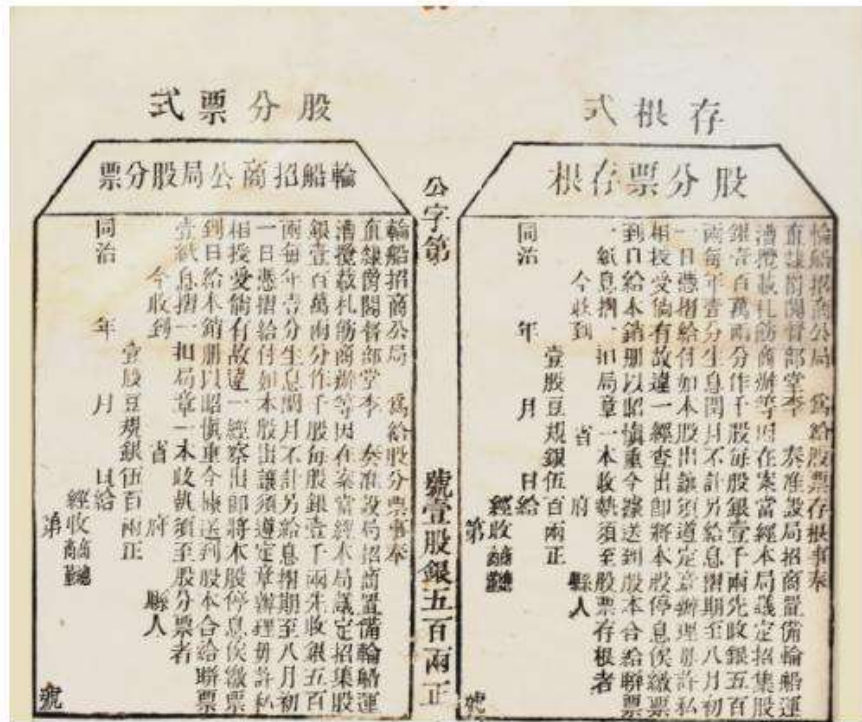 存根式
股分票存根
輪船招商公局　為給股票存根事奉
直隸爵閣督部堂李　奏准設局招商置備輪船運
漕攬載札飭商辦等因在案當經本局議定招集股
銀壹百萬兩分作千股每股銀壹千兩先收銀五百
兩每年壹分生息閏月不計另給息摺期至八月初
一日憑摺給付如本股出讓須遵定章辦理毋許私
相授受倘有故違一經查出卽將本股停息俟繳票
到日給本銷册以昭慎重今據送到股本合給聯票
一紙息摺一扣局章一本收執須至股票存根者
今收到　省　府　縣人
壹股豆規銀伍百兩正
同治　年　月　日給
經收商
第　號
公字第　號壹股銀五百兩正
股分票式
輪船招商公局股分票
輪船招商公局　為給股分票事奉
直隸爵閣督部堂李　奏准設局招商置備輪船運
漕攬載札飭商辦等因在案當經本局議定招集股
銀壹百萬兩分作千股每股銀壹千兩先收銀五百
兩每年壹分生息閏月不計另給息摺期至八月初
一日憑摺給付如本股出讓須遵定章辦理毋許私
相授受倘有故違一經察出卽將本股停息俟繳票
到日給本銷册以昭慎重今據送到股本合給聯票
壹紙息摺一扣局章一本收執須至股分票者
今收到　省　府　縣人
壹股豆規銀伍百兩正
同治　年　月　日給
經收商
第　號